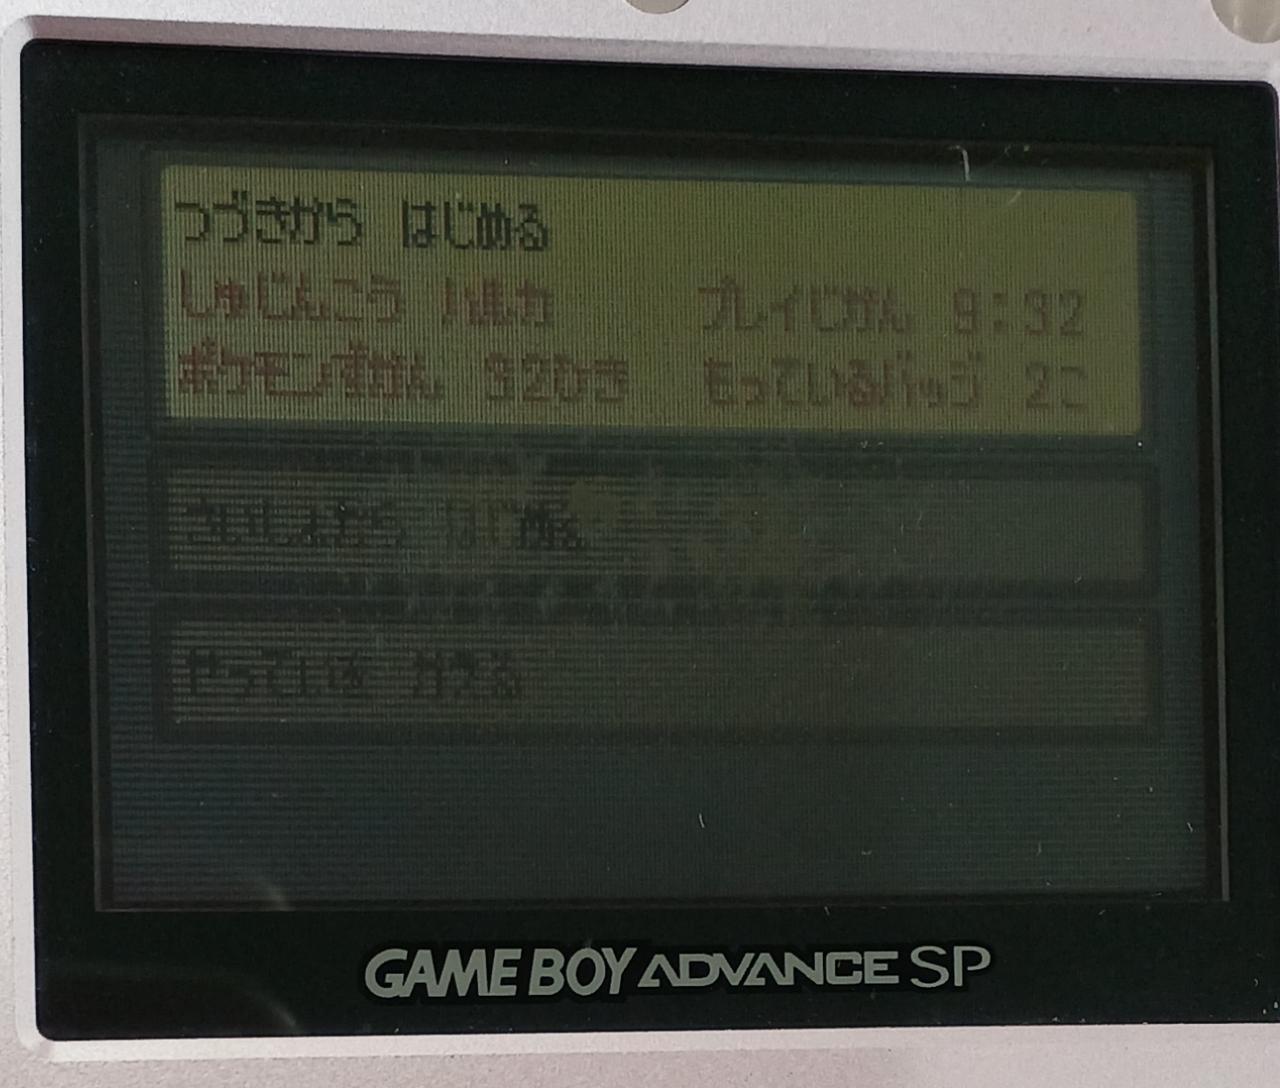 つづきから はじめる
しゅじんこう ハルカ プレイじかん 9:32
ポケモンずかん 92ひき もっているバッジ 2こ
さいしょから はじめる
せっていを かえる
GAME BOY ADVANCE SP